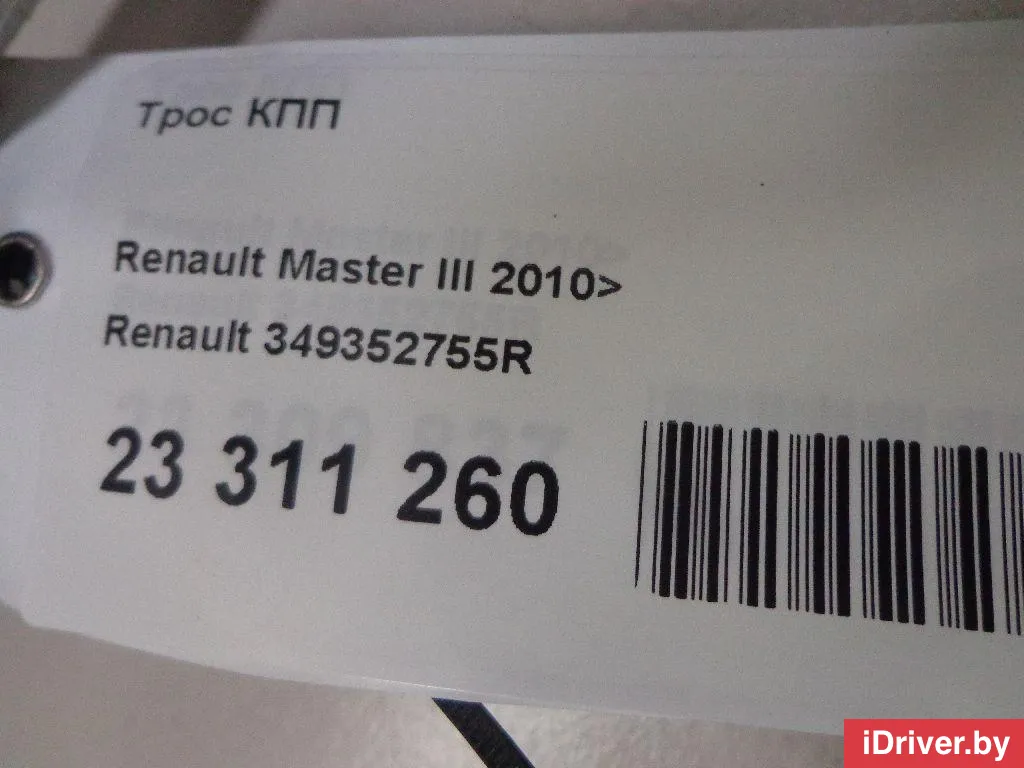 Трос КПП
Renault Master III 2010>
Renault 349352755R
23 311 260
iDriver.by